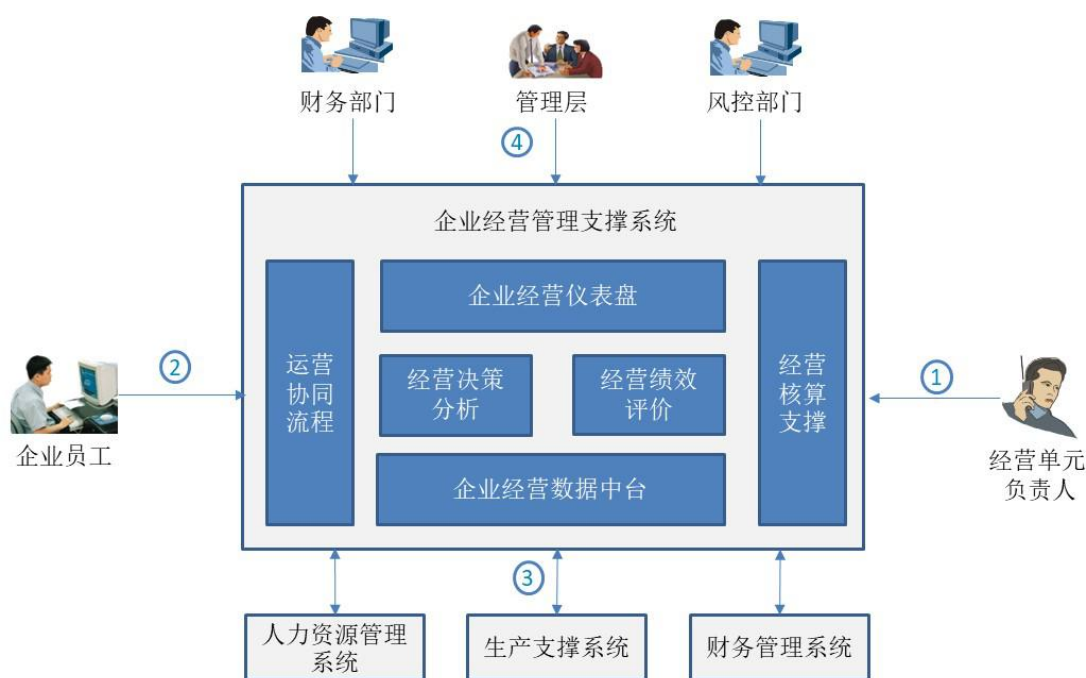 财务部门
管理层
风控部门
④
企业经营管理支撑系统
企业经营仪表盘
运营
协同
流程
经营决策
分析
经营绩效
评价
经营
核算
支撑
企业经营数据中台
②
企业员工
①
经营单元
负责人
③
人力资源管理
系统
生产支撑系统
财务管理系统